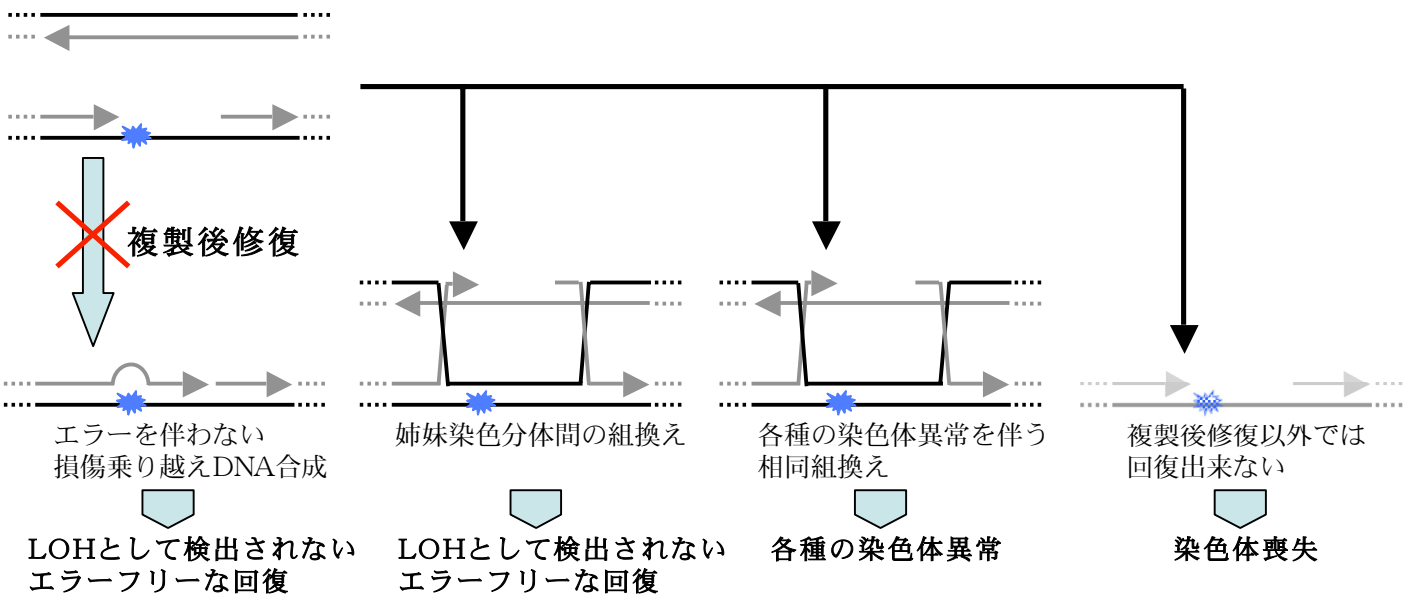 複製後修復
エラーを伴わない
損傷乗り越えDNA合成
LOHとして検出されない
エラーフリーな回復
姉妹染色分体間の組換え
LOHとして検出されない
エラーフリーな回復
各種の染色体異常を伴う
相同組換え
各種の染色体異常
複製後修復以外では
回復出来ない
染色体喪失